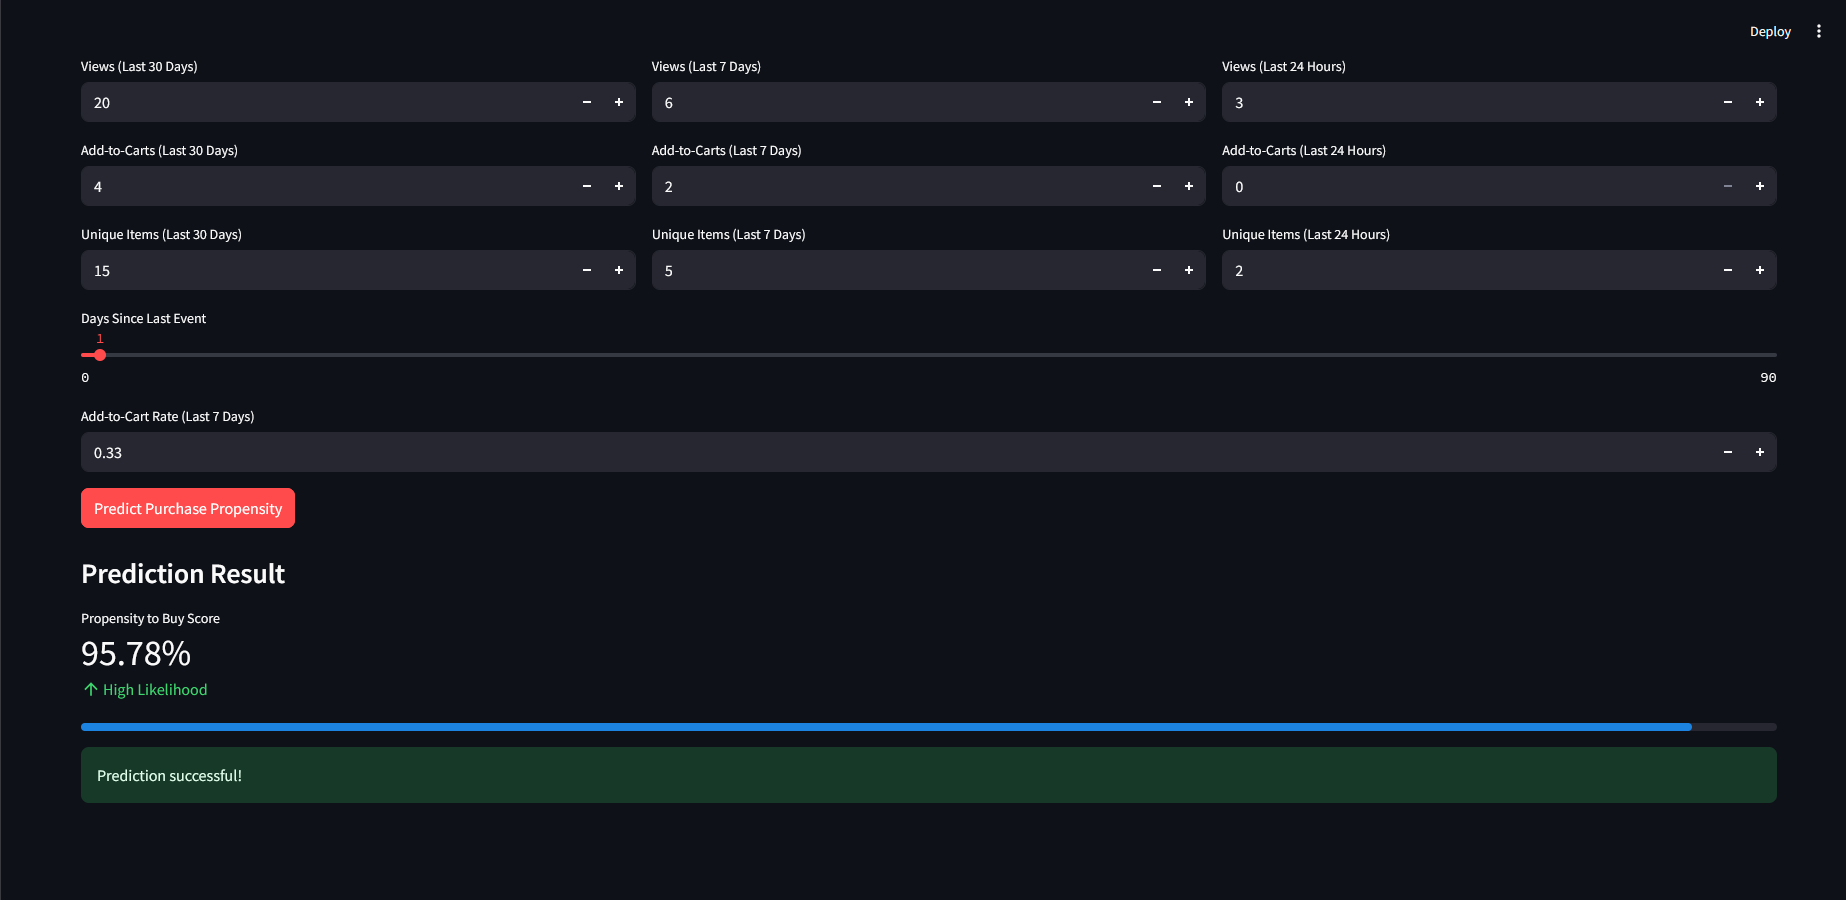 Deploy
Views (Last 30 Days)
Views (Last 7 Days)
Views (Last 24 Hours)
20
6
3
Add-to-Carts (Last 30 Days)
Add-to-Carts (Last 7 Days)
Add-to-Carts (Last 24 Hours)
4
2
0
Unique Items (Last 30 Days)
Unique Items (Last 7 Days)
Unique Items (Last 24 Hours)
15
5
2
Days Since Last Event
1
0
90
Add-to-Cart Rate (Last 7 Days)
0.33
Predict Purchase Propensity
Prediction Result
Propensity to Buy Score
95.78%
↑ High Likelihood
Prediction successful!